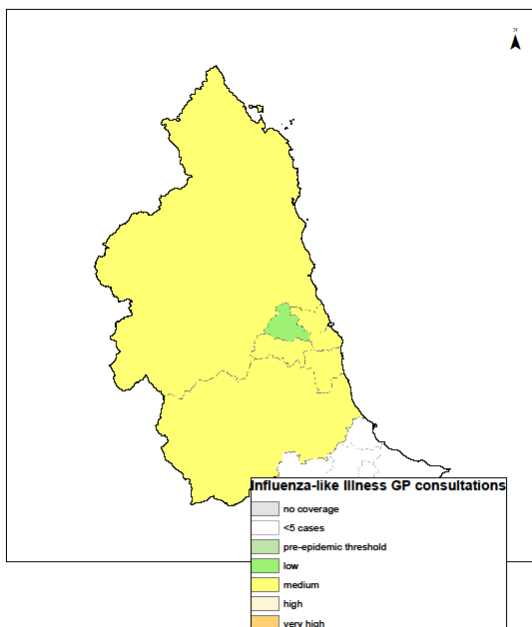 N
Influenza-like Illness GP consultations
no coverage
<5 cases
pre-epidemic threshold
low
medium
high
very high